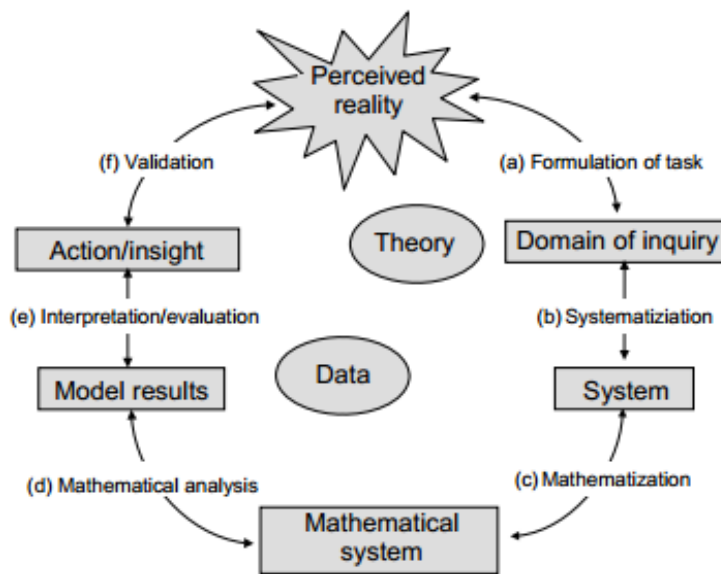 Perceived
reality
(f) Validation
(a) Formulation of task
Action/insight
Theory
Domain of inquiry
(e) Interpretation/evaluation
(b) Systematiziation
Model results
Data
System
(d) Mathematical analysis
(c) Mathematization
Mathematical
system